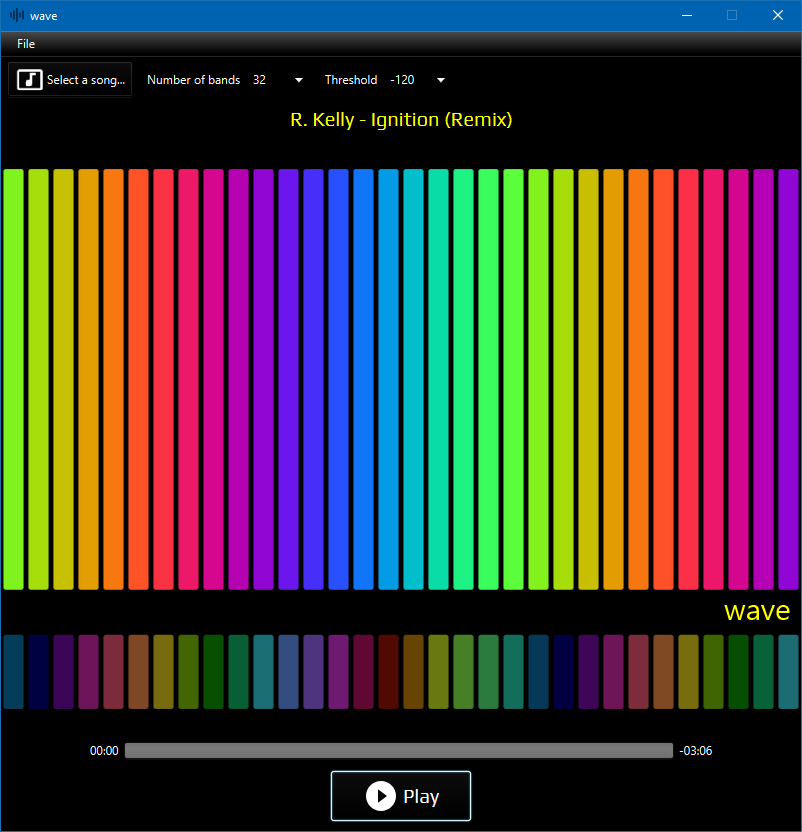 wave
File
Select a song... Number of bands 32 Threshold -120
R. Kelly - Ignition (Remix)
wave
00:00 -03:06
Play